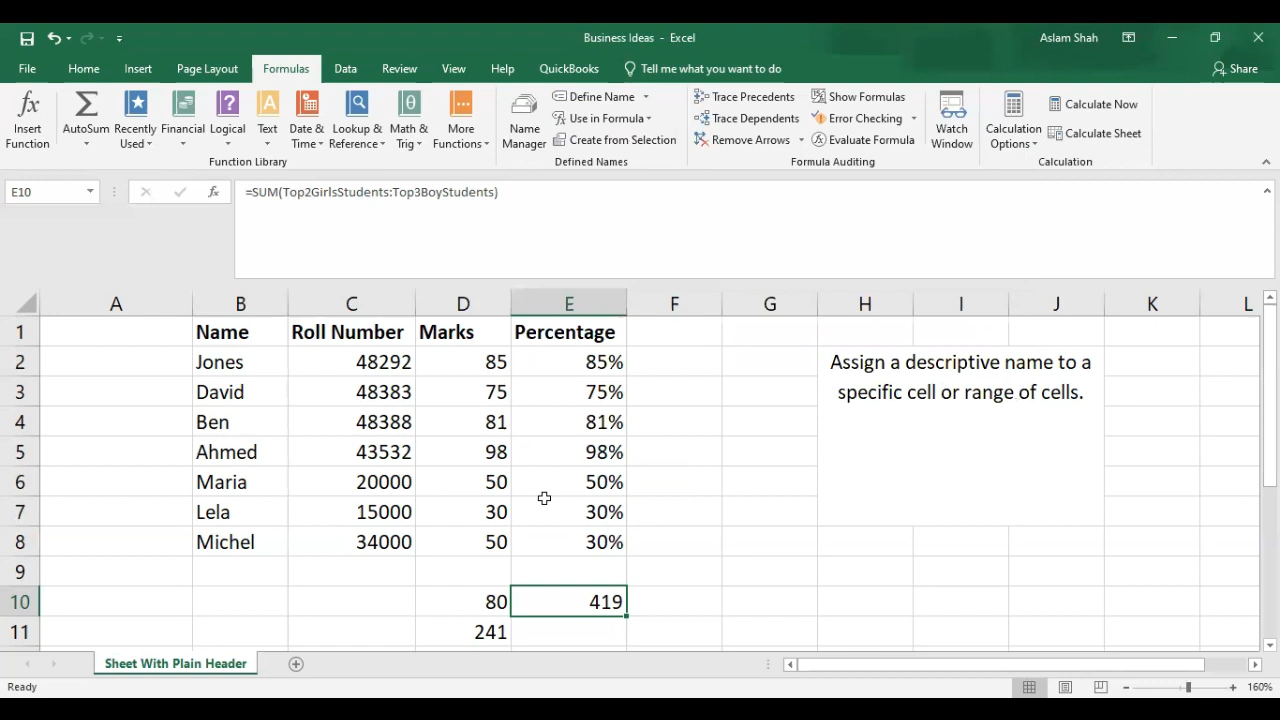 Business Ideas - Excel
Aslam Shah
File Home Insert Page Layout Formulas Data Review View Help QuickBooks Tell me what you want to do Share
Insert Function
AutoSum
Recently Used
Financial
Logical
Text
Date & Time
Lookup & Reference
Math & Trig
More Functions
Function Library
Name Manager
Define Name
Use in Formula
Create from Selection
Defined Names
Trace Precedents
Trace Dependents
Remove Arrows
Show Formulas
Error Checking
Evaluate Formula
Formula Auditing
Watch Window
Calculation Options
Calculate Now
Calculate Sheet
Calculation
E10 fx =SUM(Top2GirlsStudents:Top3BoyStudents)
A B C D E F G H I J K L
1 Name Roll Number Marks Percentage
2 Jones 48292 85 85% Assign a descriptive name to a
3 David 48383 75 75% specific cell or range of cells.
4 Ben 48388 81 81%
5 Ahmed 43532 98 98%
6 Maria 20000 50 50%
7 Lela 15000 30 30%
8 Michel 34000 50 30%
9
10 80 419
11 241
Sheet With Plain Header
Ready 160%